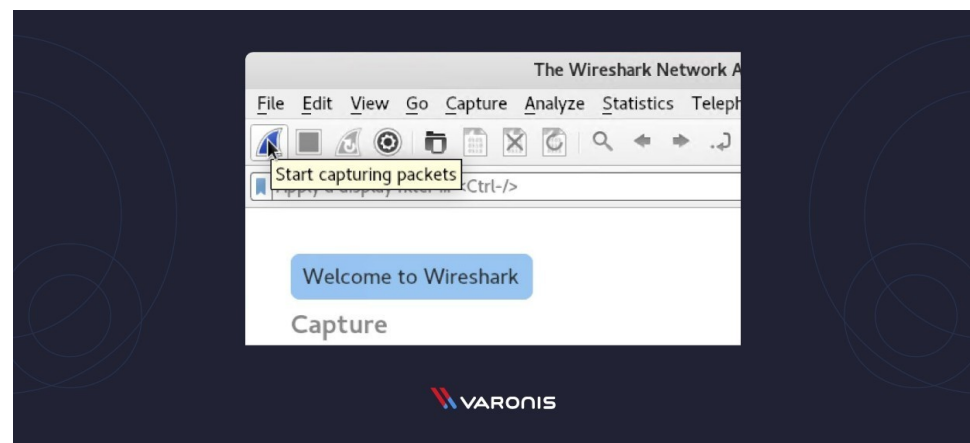 The Wireshark Network A
File Edit View Go Capture Analyze Statistics Teleph
Start capturing packets
<Ctrl-/>
Welcome to Wireshark
Capture
VARONIS